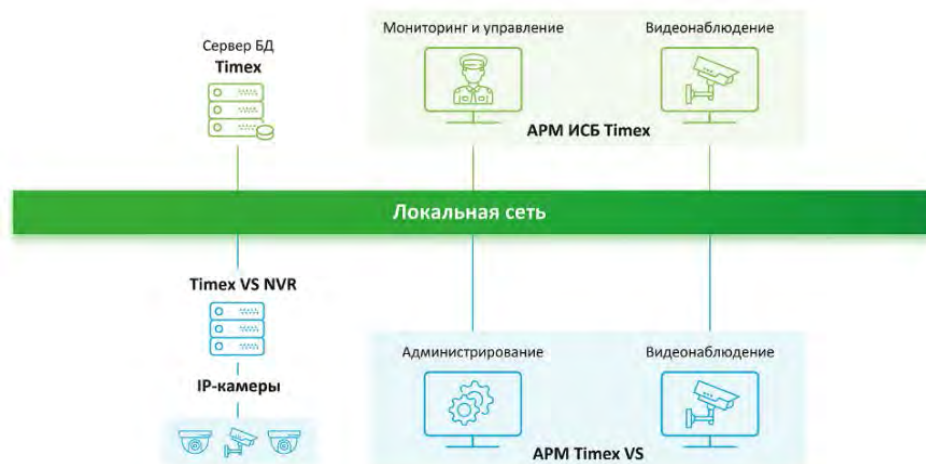 Мониторинг и управление
Видеонаблюдение
Сервер БД
Timex
АРМ ИСБ Timex
Локальная сеть
Timex VS NVR
Администрирование
Видеонаблюдение
IP-камеры
АРМ Timex VS